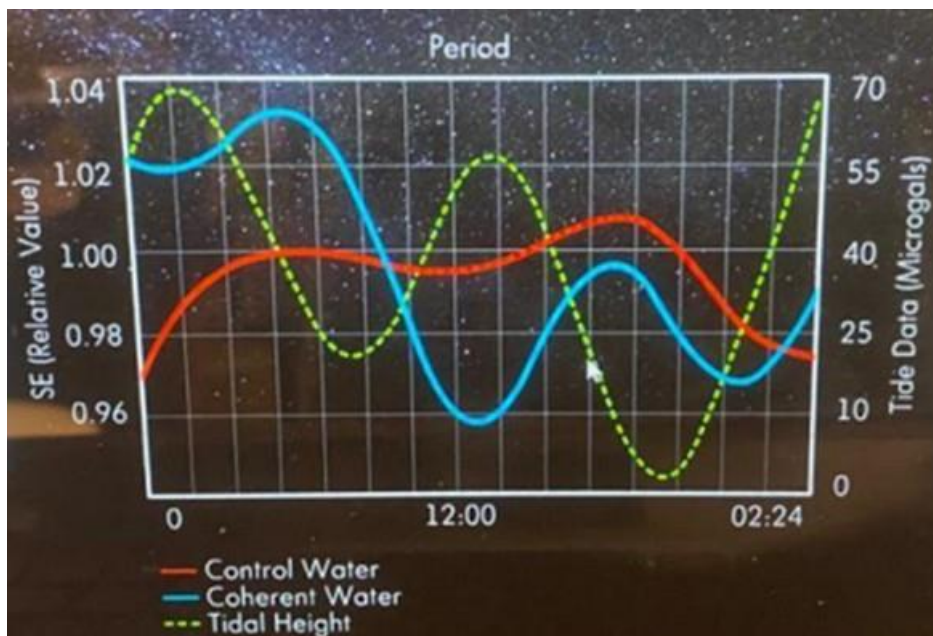 Period
1.04
1.02
1.00
0.98
0.96
SE (Relative Value)
70
55
40
25
10
0
Tide Data (Microgals)
0 12:00 02:24
Control Water
Coherent Water
Tidal Height